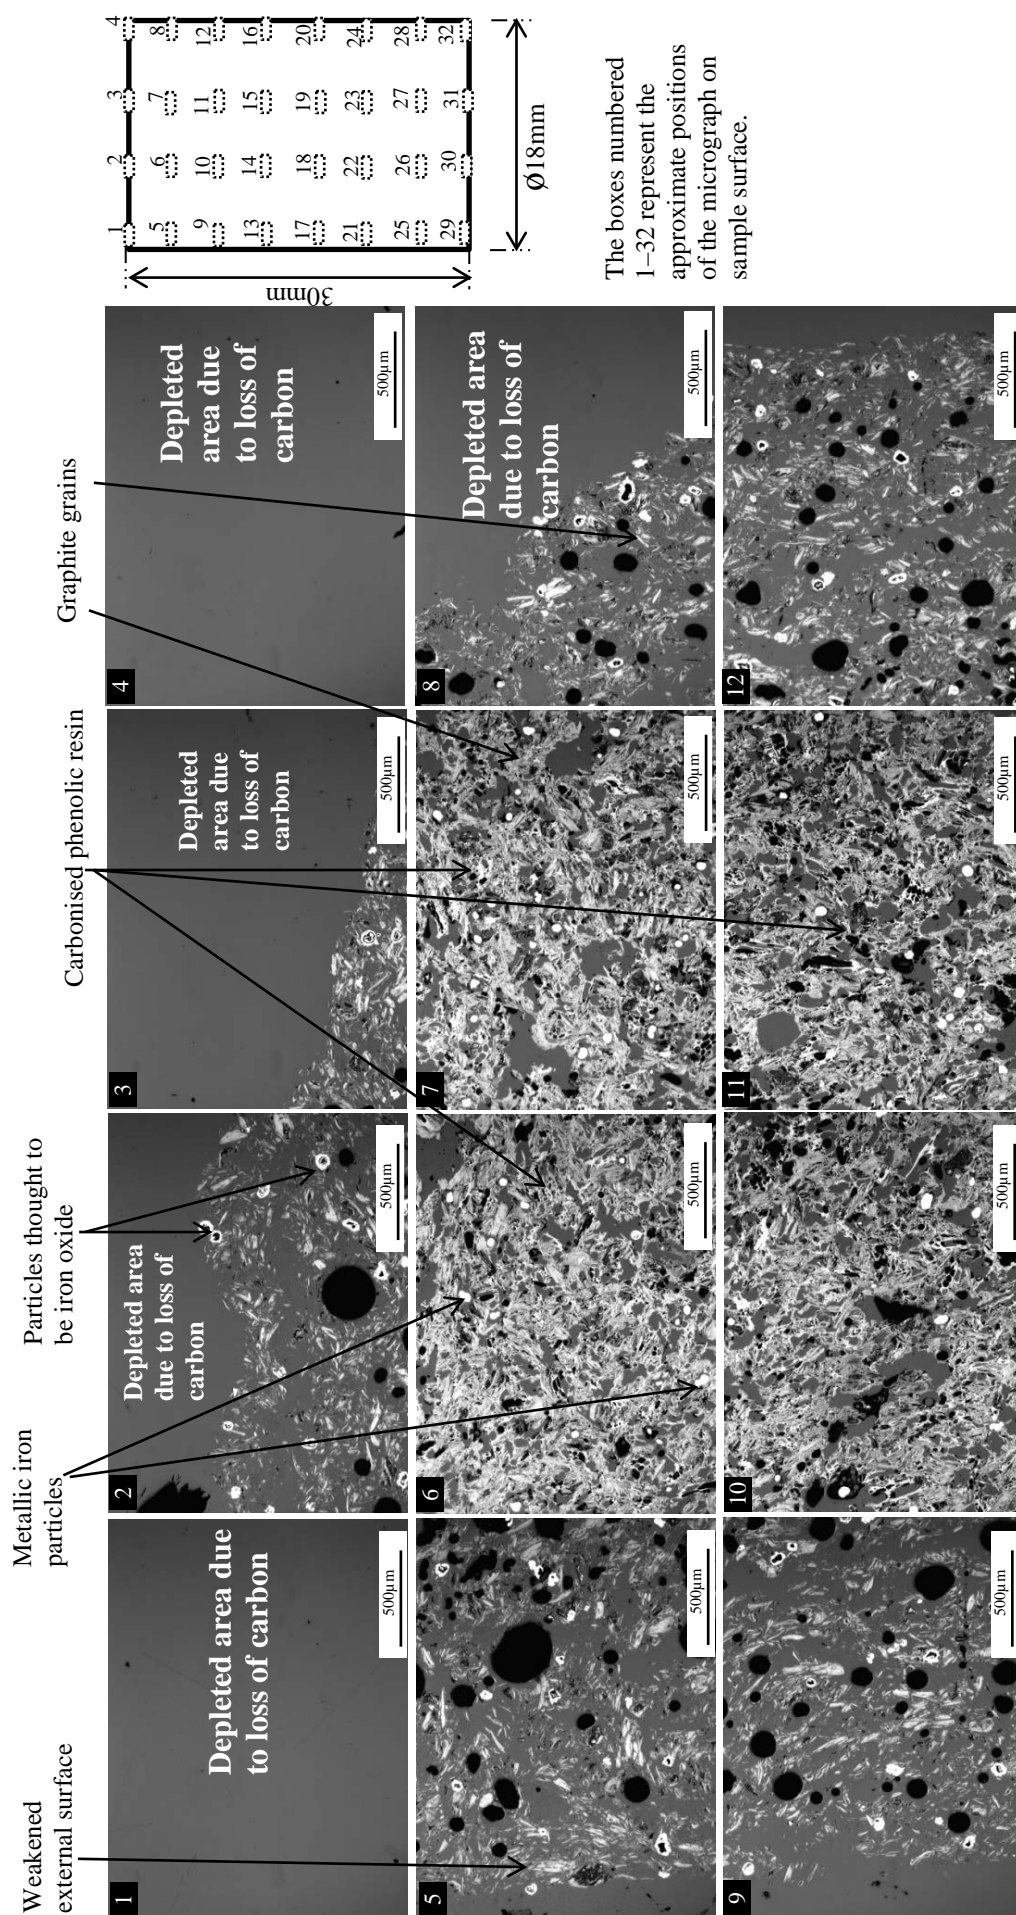 Weakened
external surface
Metallic iron
particles
Particles thought to
be iron oxide
Carbonised phenolic resin
Graphite grains
1
Depleted area due
to loss of carbon
500µm
2
Depleted area
due to loss of
carbon
500µm
3
Depleted
area due
to loss of
carbon
500µm
4
Depleted
area due
to loss of
carbon
500µm
5
500µm
6
500µm
7
500µm
8
Depleted area
due to loss of
carbon
500µm
9
500µm
10
500µm
11
500µm
12
500µm
1 2 3 4
5 6 7 8
9 10 11 12
13 14 15 16
17 18 19 20
21 22 23 24
25 26 27 28
29 30 31 32
30mm
Ø18mm
The boxes numbered
1–32 represent the
approximate positions
of the micrograph on
sample surface.